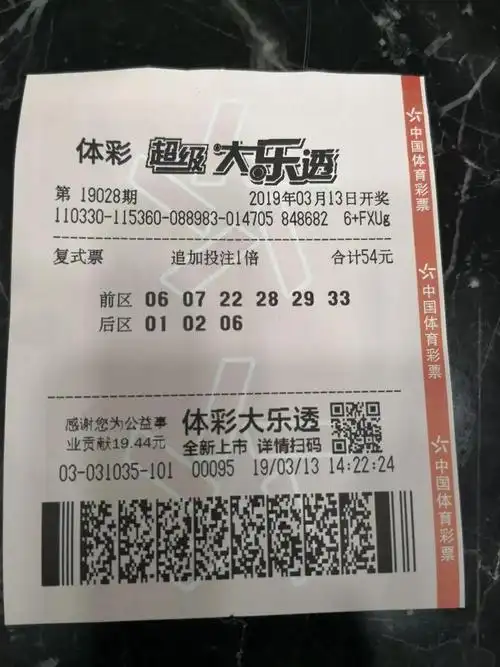 体彩 超级大乐透
第 19028期 2019年03月13日开奖
110330-115360-088983-014705 848682 6+FXUg
复式票 追加投注1倍 合计54元
前区 06 07 22 28 29 33
后区 01 02 06
感谢您为公益事
业贡献19.44元
体彩大乐透
全新上市 详情扫码
03-031035-101 00095 19/03/13 14:22:24
中国体育彩票
中国体育彩票
中国体育彩票